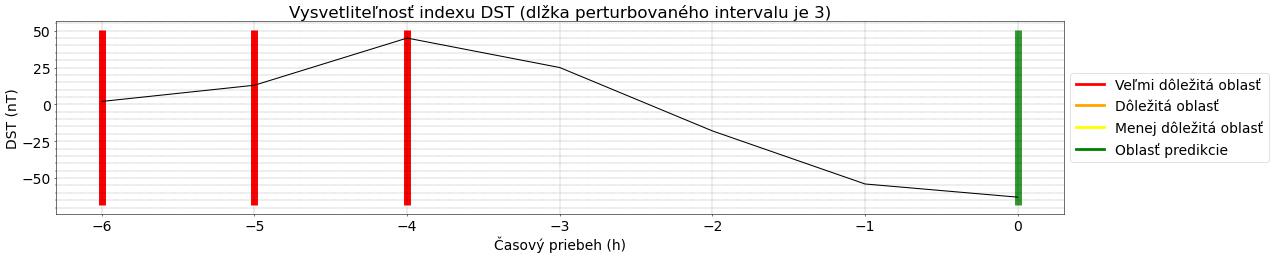 Vysvetliteľnosť indexu DST (dĺžka perturbovaného intervalu je 3)
DST (nT)
50
25
0
−25
−50
−6 −5 −4 −3 −2 −1 0
Časový priebeh (h)
Veľmi dôležitá oblasť
Dôležitá oblasť
Menej dôležitá oblasť
Oblasť predikcie